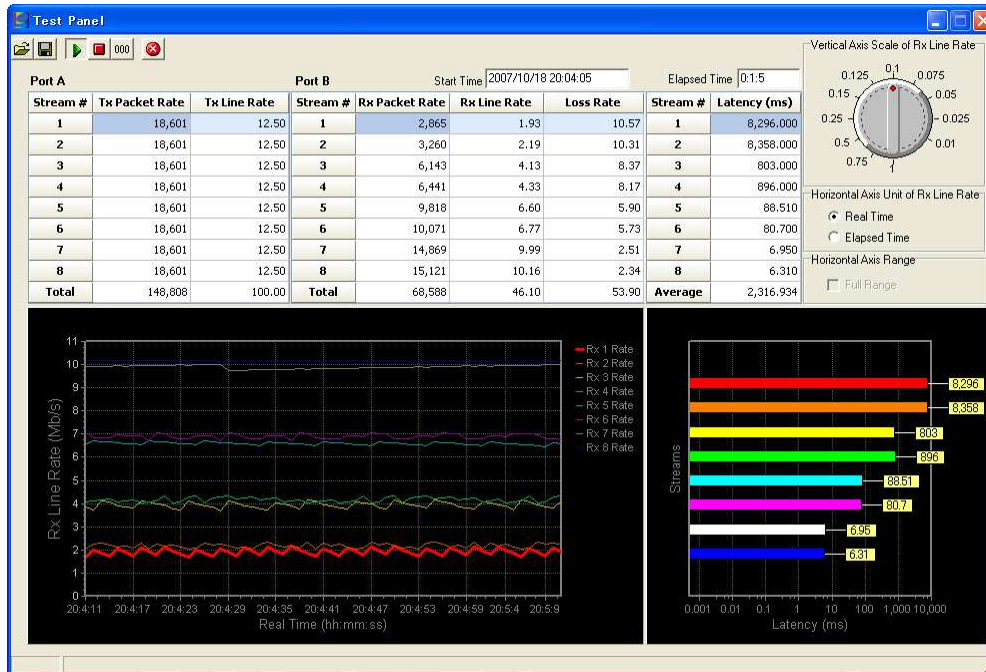 Test Panel
000
Port A
Port B
Start Time 2007/10/18 20:04:05
Elapsed Time 0:1:5
Stream # Tx Packet Rate Tx Line Rate Stream # Rx Packet Rate Rx Line Rate Loss Rate Stream # Latency (ms)
1 18,601 12.50 1 2,865 1.93 10.57 1 8,296.000
2 18,601 12.50 2 3,260 2.19 10.31 2 8,358.000
3 18,601 12.50 3 6,143 4.13 8.37 3 803.000
4 18,601 12.50 4 6,441 4.33 8.17 4 896.000
5 18,601 12.50 5 9,818 6.60 5.90 5 88.510
6 18,601 12.50 6 10,071 6.77 5.73 6 80.700
7 18,601 12.50 7 14,869 9.99 2.51 7 6.950
8 18,601 12.50 8 15,121 10.16 2.34 8 6.310
Total 148,808 100.00 Total 68,588 46.10 53.90 Average 2,316.934
Vertical Axis Scale of Rx Line Rate
0.1
0.125 0.075
0.15 0.05
0.25 0.025
0.5 0.01
0.75
1
Horizontal Axis Unit of Rx Line Rate
Real Time
Elapsed Time
Horizontal Axis Range
Full Range
Rx Line Rate (Mb/s)
11
10
9
8
7
6
5
4
3
2
1
0
20:4:11 20:4:17 20:4:23 20:4:29 20:4:35 20:4:41 20:4:47 20:4:53 20:4:59 20:5:4 20:5:9
Real Time (hh:mm:ss)
Rx 1 Rate
Rx 2 Rate
Rx 3 Rate
Rx 4 Rate
Rx 5 Rate
Rx 6 Rate
Rx 7 Rate
Rx 8 Rate
Streams
8,296
8,358
803
896
88.51
80.7
6.95
6.31
0.001 0.01 0.1 1 10 100 1,000 10,000
Latency (ms)